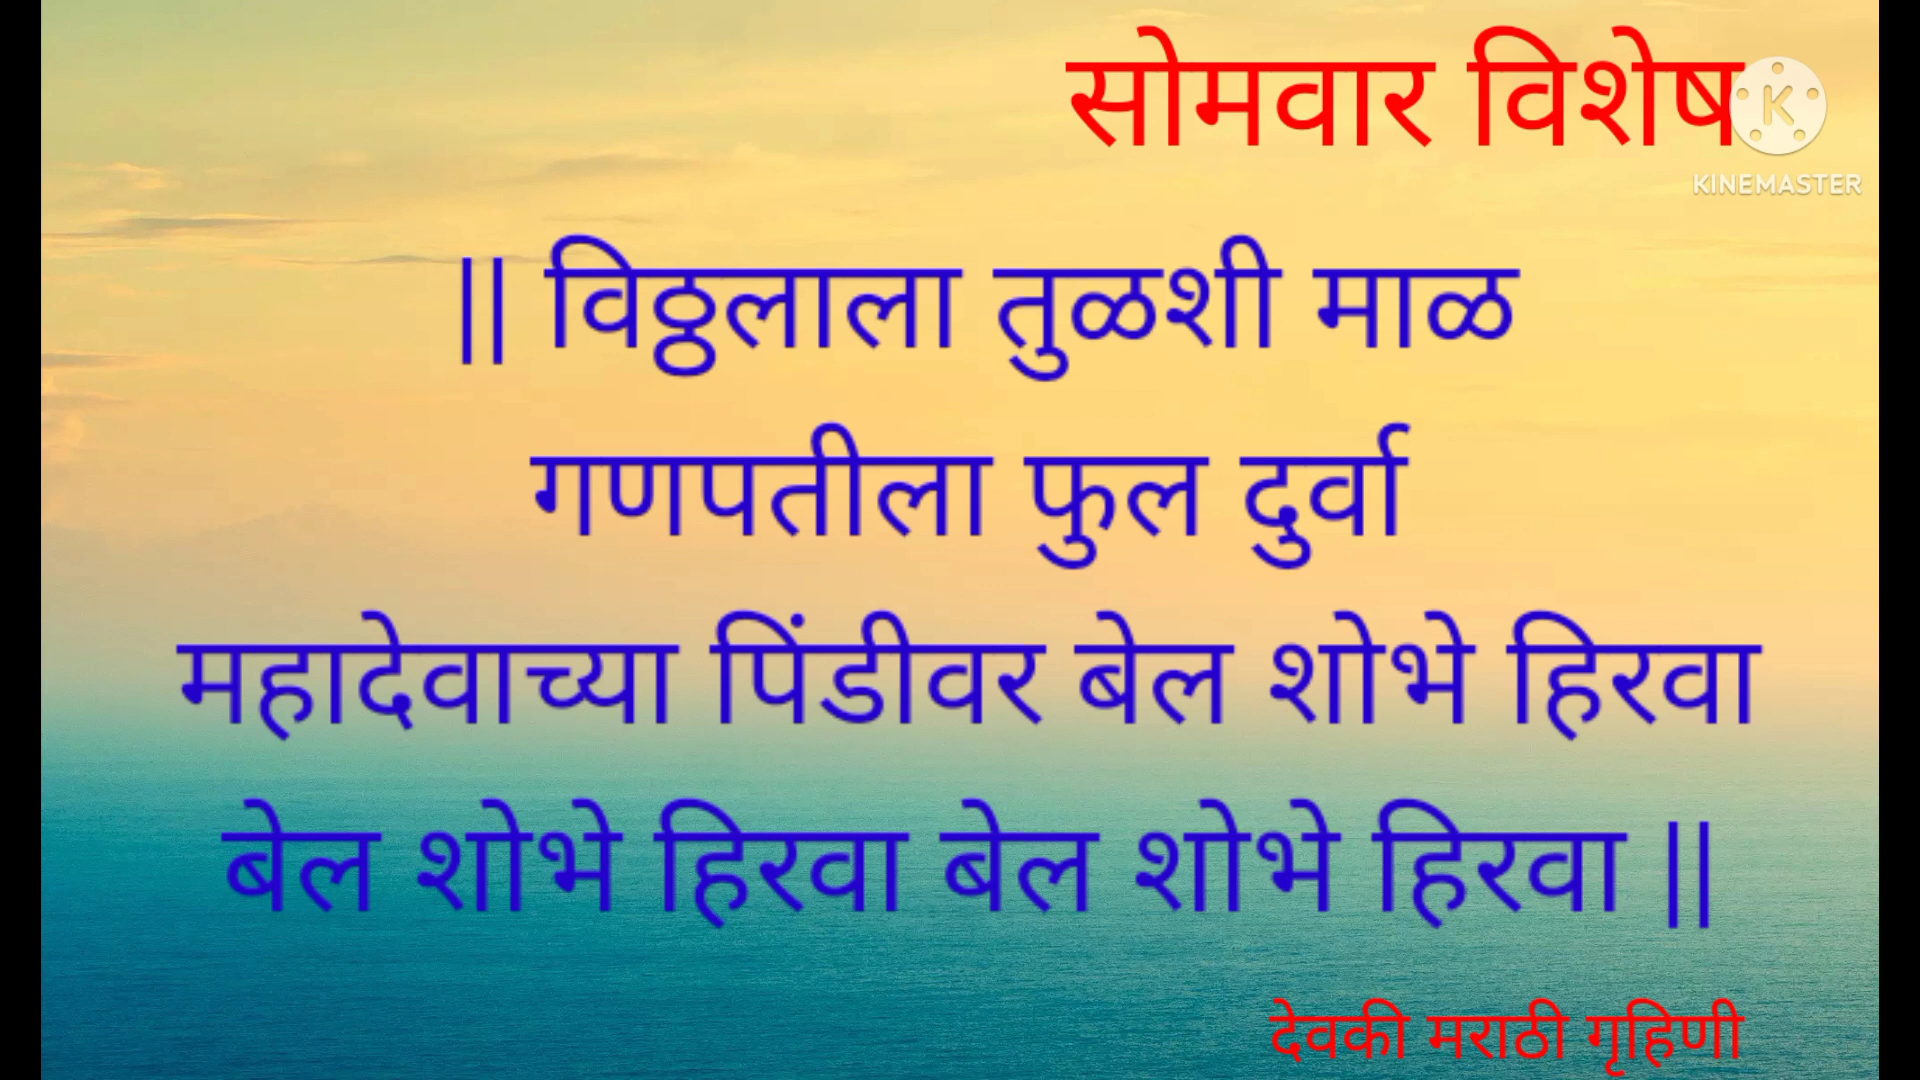 सोमवार विशेष
KINEMASTER
|| विठ्ठलाला तुळशी माळ
गणपतीला फुल दुर्वा
महादेवाच्या पिंडीवर बेल शोभे हिरवा
बेल शोभे हिरवा बेल शोभे हिरवा ||
देवकी मराठी गृहिणी